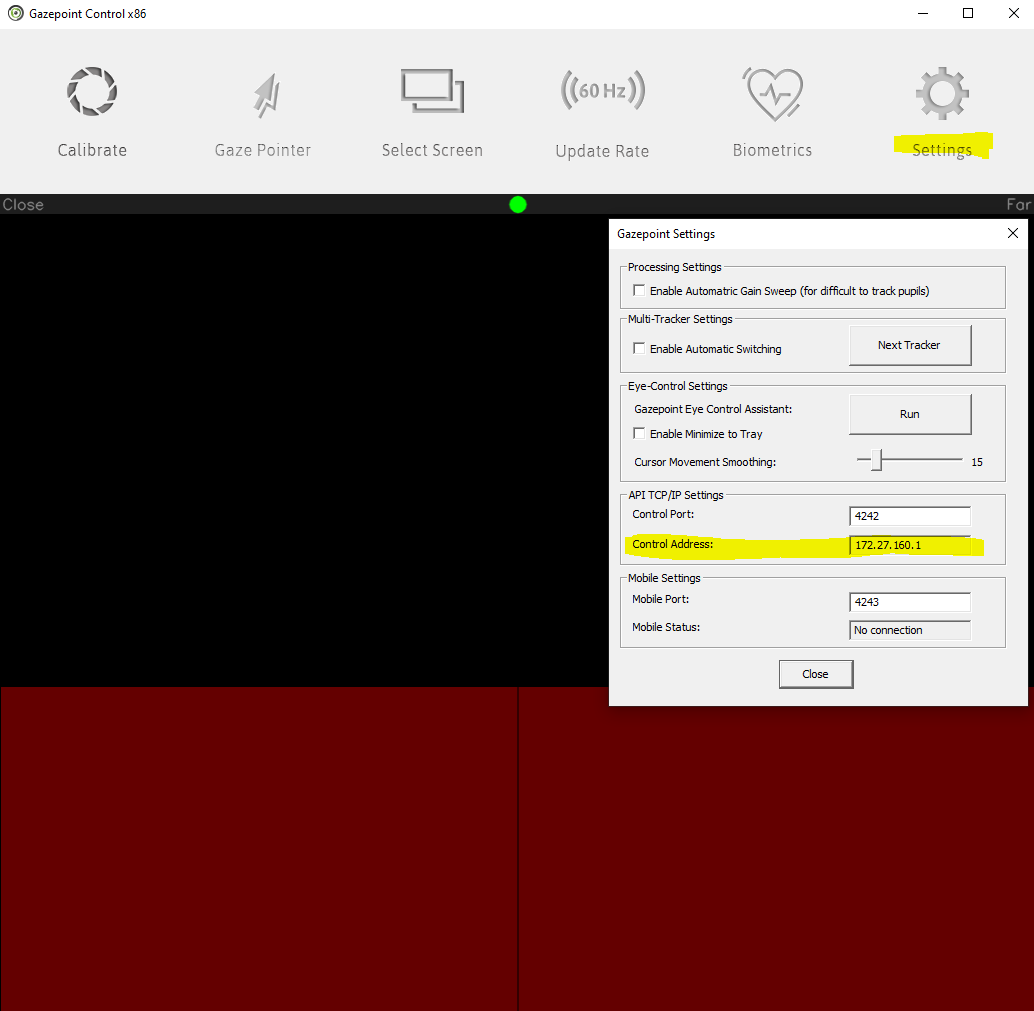 Gazepoint Control x86
60 Hz
Calibrate Gaze Pointer Select Screen Update Rate Biometrics Settings
Close Far
Gazepoint Settings
Processing Settings
Enable Automatric Gain Sweep (for difficult to track pupils)
Multi-Tracker Settings
Enable Automatic Switching Next Tracker
Eye-Control Settings
Gazepoint Eye Control Assistant: Run
Enable Minimize to Tray
Cursor Movement Smoothing: 15
API TCP/IP Settings
Control Port: 4242
Control Address: 172.27.160.1
Mobile Settings
Mobile Port: 4243
Mobile Status: No connection
Close